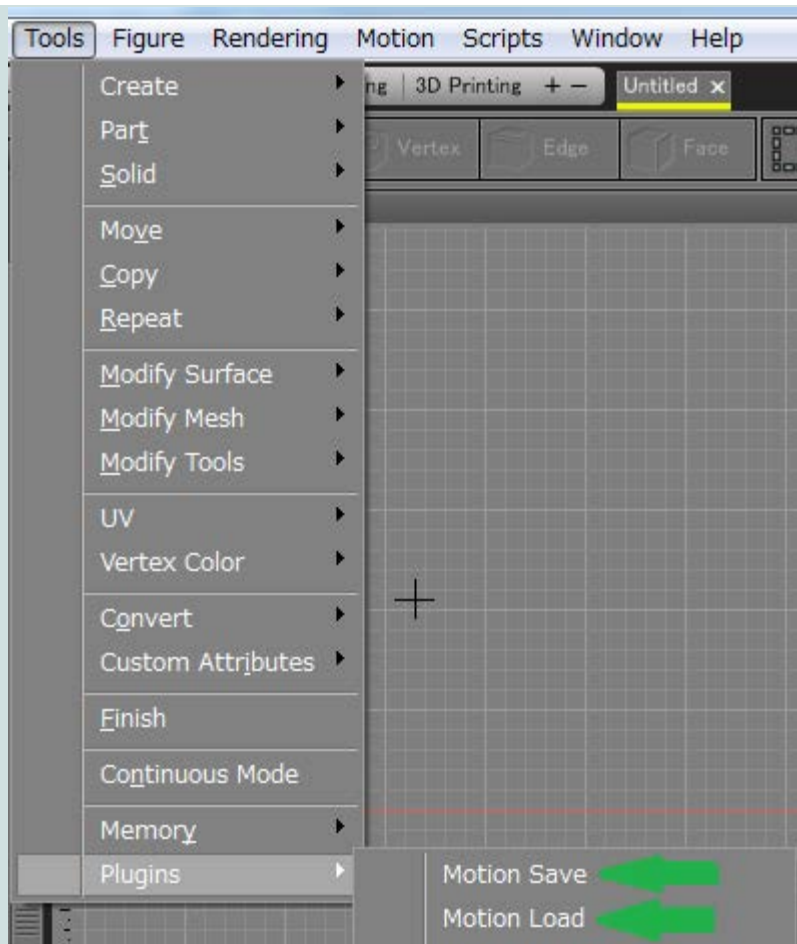 Tools Figure Rendering Motion Scripts Window Help
ng 3D Printing + − Untitled ×
Vertex Edge Face
Create
Part
Solid
Move
Copy
Repeat
Modify Surface
Modify Mesh
Modify Tools
UV
Vertex Color
Convert
Custom Attributes
Finish
Continuous Mode
Memory
Plugins
Motion Save
Motion Load